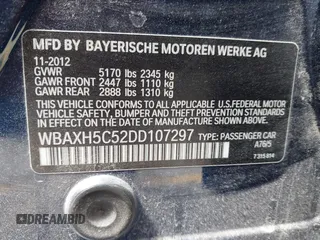 MFD BY BAYERISCHE MOTOREN WERKE AG
11-2012
GVWR 5170 lbs 2345 kg
GAWR FRONT 2447 lbs 1110 kg
GAWR REAR 2888 lbs 1310 kg
THIS VEHICLE CONFORMS TO ALL APPLICABLE U.S. FEDERAL
MOTOR VEHICLE SAFETY, BUMPER, AND THEFT PREVENTION
STANDARDS IN EFFECT ON THE DATE OF MANUFACTURE SHOWN ABOVE.
WBAXH5C52DD107297 TYPE: PASSENGER CAR
A76/5
DREAMBID